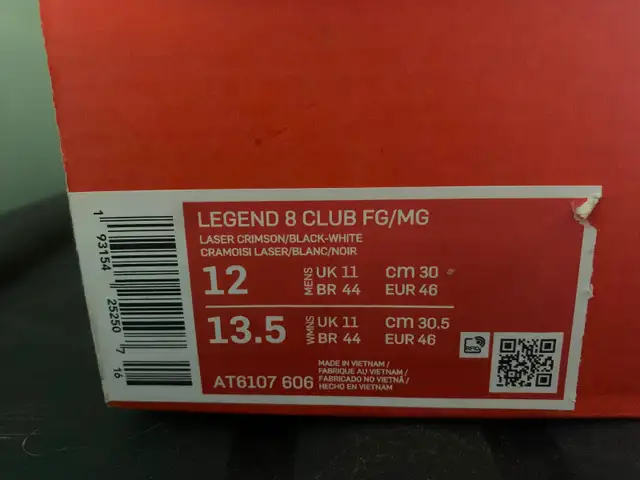 LEGEND 8 CLUB FG/MG
LASER CRIMSON/BLACK-WHITE
CRAMOISI LASER/BLANC/NOIR
12 MENS UK 11 cm 30
BR 44 EUR 46
13.5 WMNS UK 11 cm 30.5
BR 44 EUR 46
AT6107 606
MADE IN VIETNAM /
FABRIQUE AU VIETNAM /
FABRICADO NO VIETNÃ /
HECHO EN VIETNAM
1 93154 25250 7 16